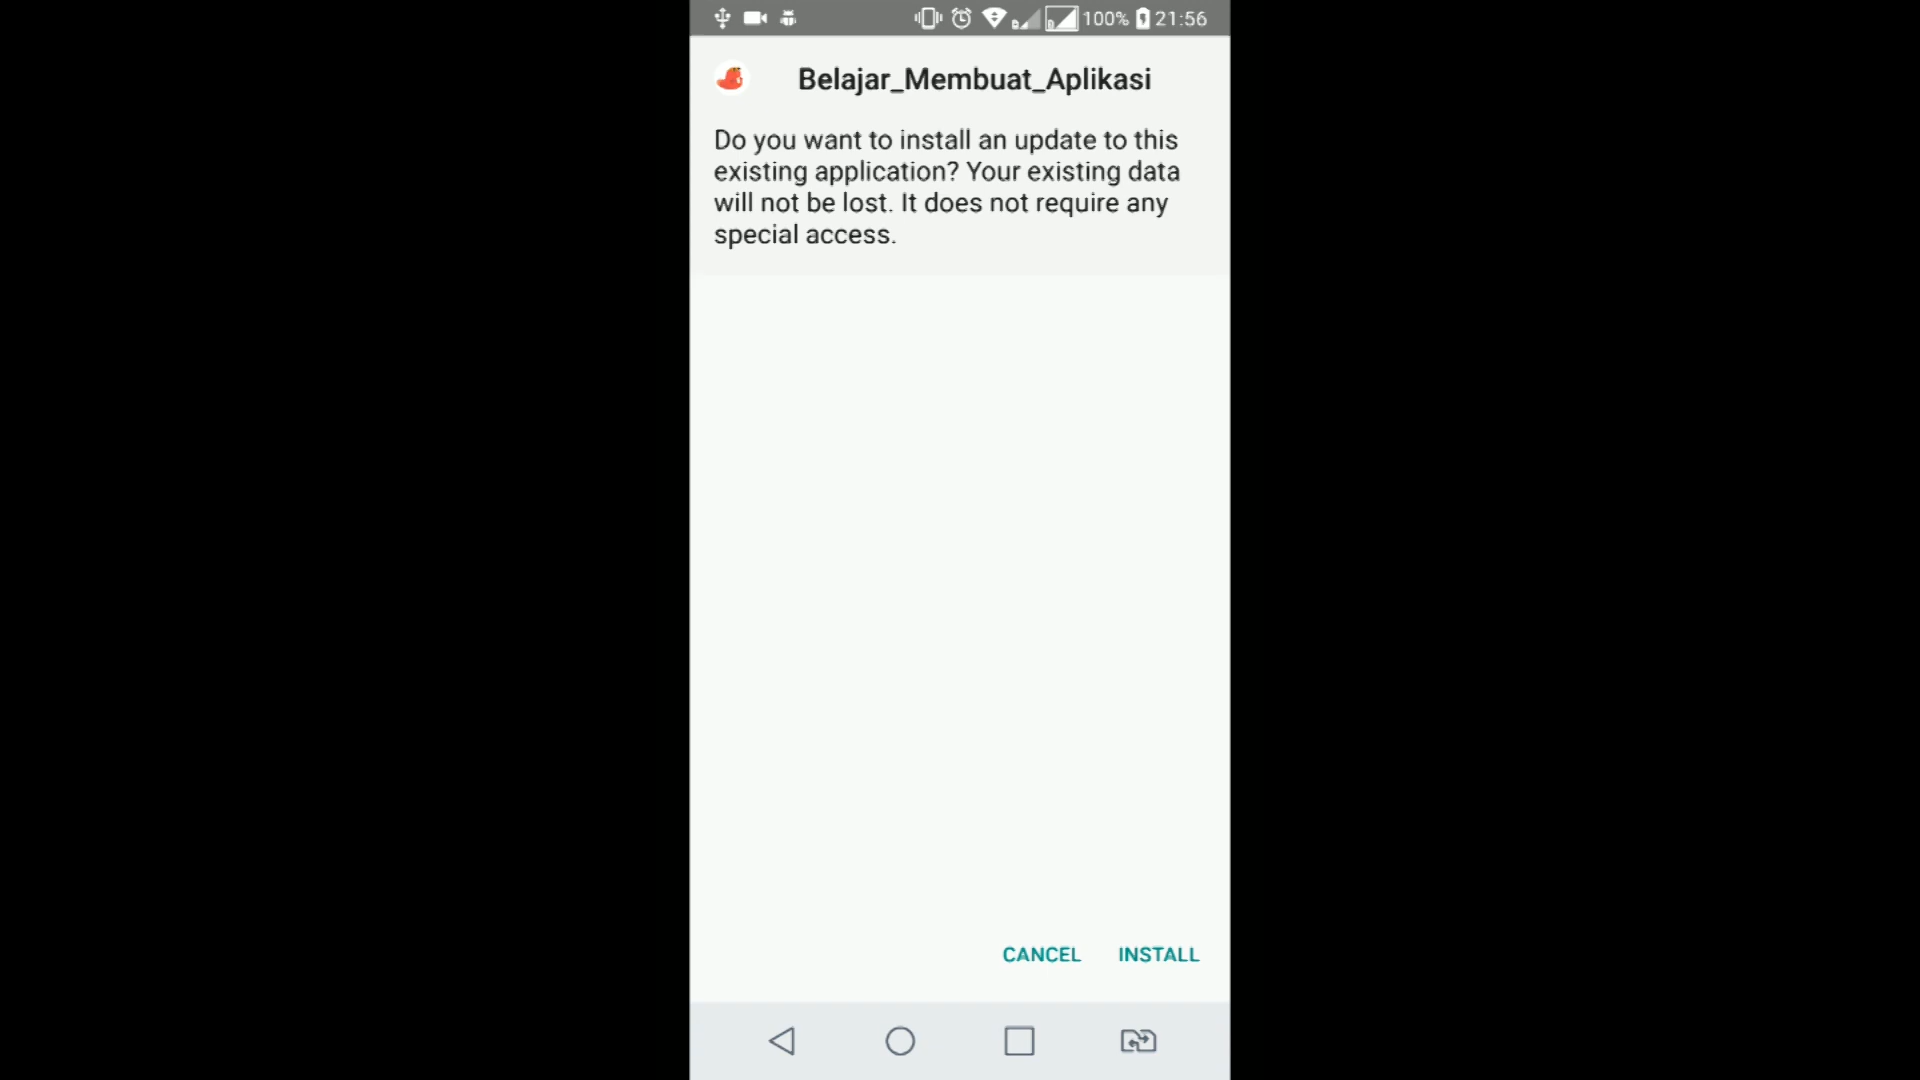 100% 21:56
Belajar_Membuat_Aplikasi
Do you want to install an update to this
existing application? Your existing data
will not be lost. It does not require any
special access.
CANCEL INSTALL